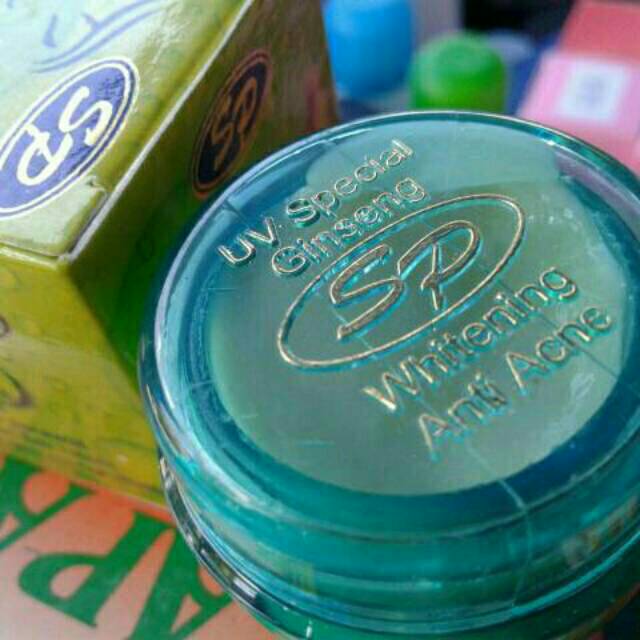 SP
SP
UV Special
Ginseng
SP
Whitening
Anti Acne